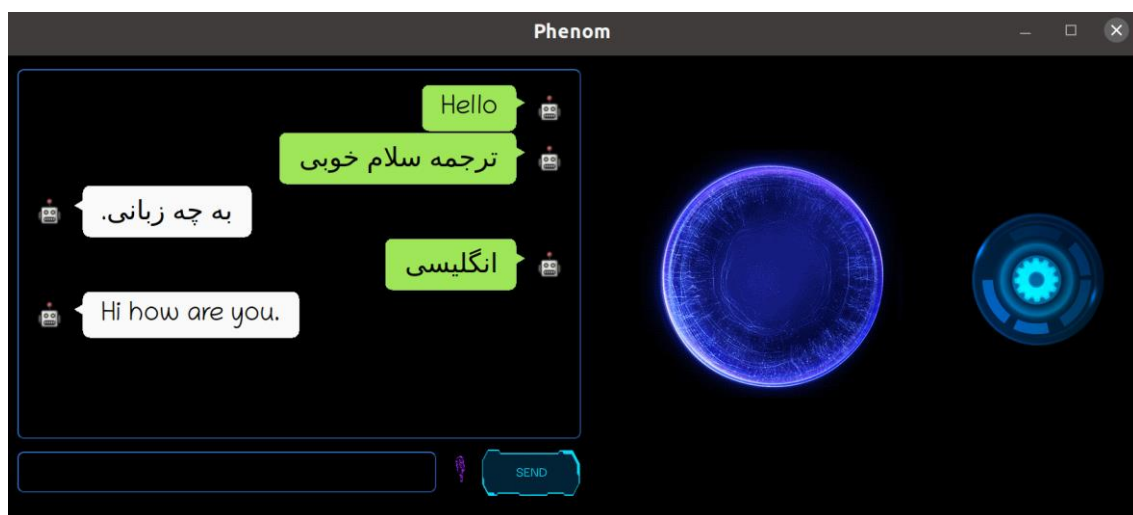 Phenom
Hello
ترجمه سلام خوبی
به چه زبانی.
انگلیسی
Hi how are you.
SEND